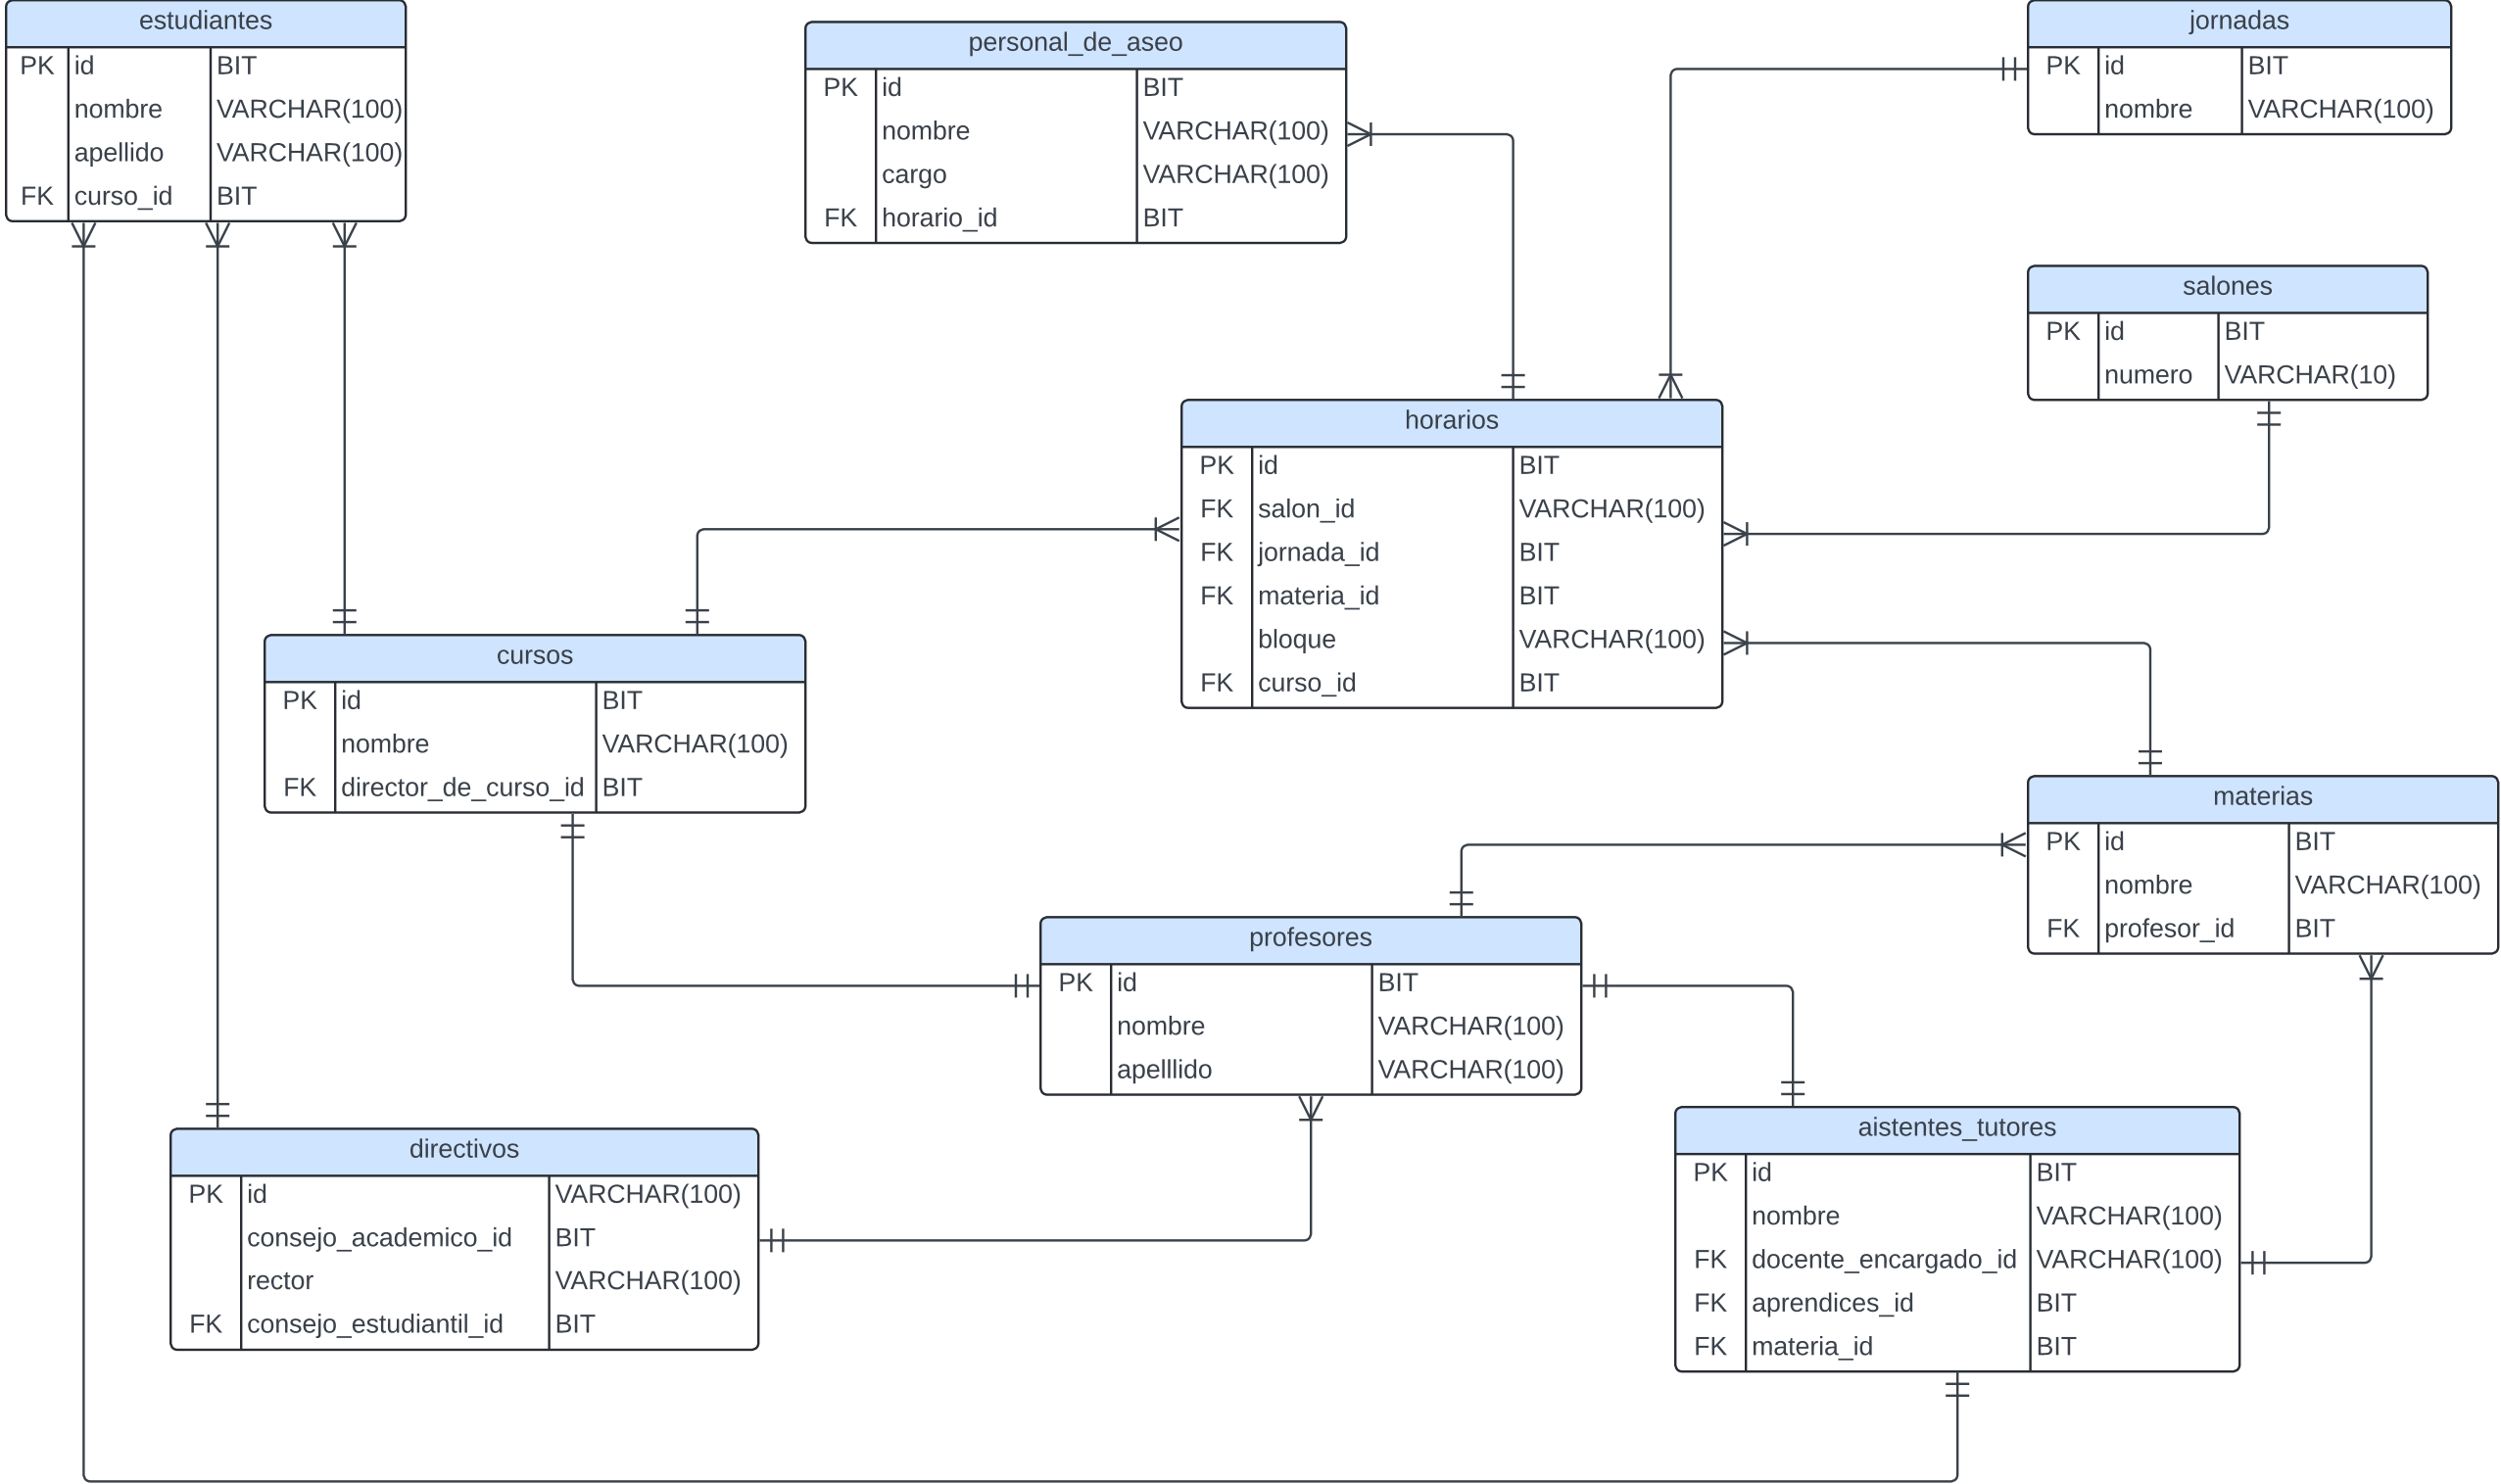 estudiantes
PK id BIT
nombre VARCHAR(100)
apellido VARCHAR(100)
FK curso_id BIT
personal_de_aseo
PK id BIT
nombre VARCHAR(100)
cargo VARCHAR(100)
FK horario_id BIT
jornadas
PK id BIT
nombre VARCHAR(100)
salones
PK id BIT
numero VARCHAR(10)
horarios
PK id BIT
FK salon_id VARCHAR(100)
FK jornada_id BIT
FK materia_id BIT
bloque VARCHAR(100)
FK curso_id BIT
cursos
PK id BIT
nombre VARCHAR(100)
FK director_de_curso_id BIT
materias
PK id BIT
nombre VARCHAR(100)
FK profesor_id BIT
profesores
PK id BIT
nombre VARCHAR(100)
apelllido VARCHAR(100)
directivos
PK id VARCHAR(100)
consejo_academico_id BIT
rector VARCHAR(100)
FK consejo_estudiantil_id BIT
aistentes_tutores
PK id BIT
nombre VARCHAR(100)
FK docente_encargado_id VARCHAR(100)
FK aprendices_id BIT
FK materia_id BIT